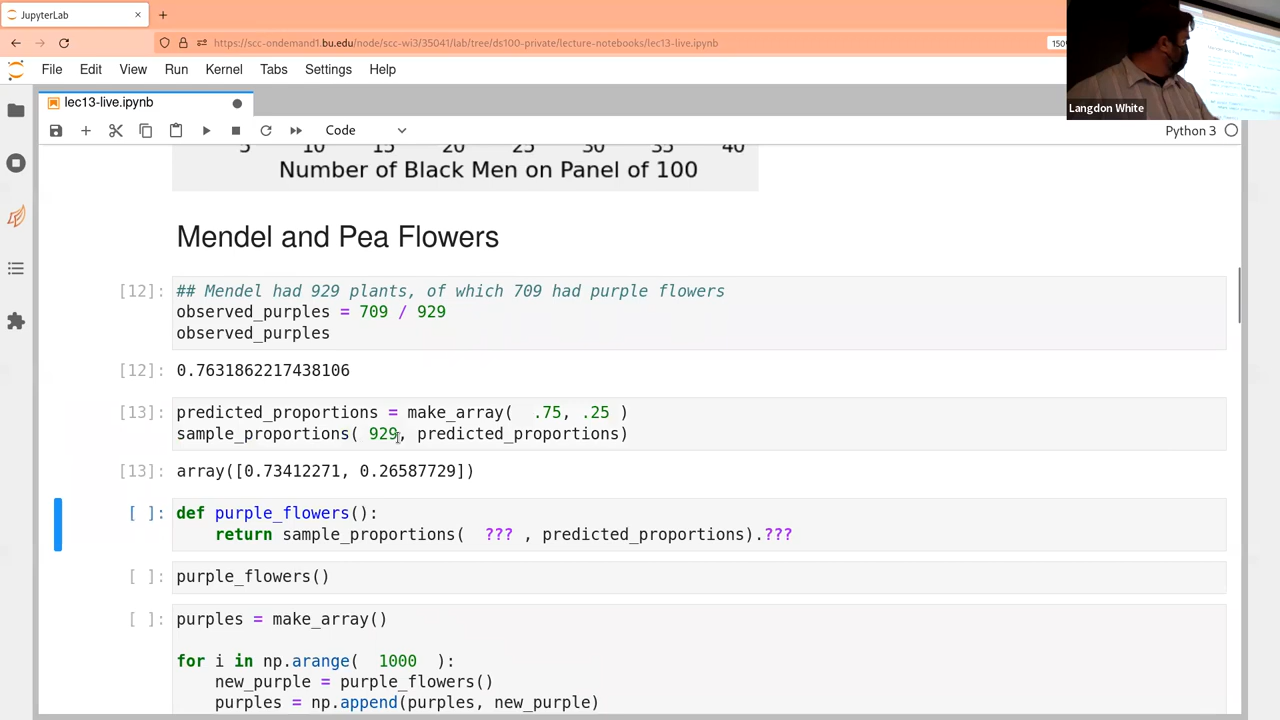 JupyterLab
https://scc-ondemand1.bu.edu/node/scc-wi3/35041/lab/tree/ds100-private/lecture-notebooks/lec13-live.ipynb
150%
Langdon White
File Edit View Run Kernel Tabs Settings Help
lec13-live.ipynb
Code
Python 3
5 10 15 20 25 30 35 40
Number of Black Men on Panel of 100
Mendel and Pea Flowers
[12]: ## Mendel had 929 plants, of which 709 had purple flowers
observed_purples = 709 / 929
observed_purples
[12]: 0.7631862217438106
[13]: predicted_proportions = make_array(  .75, .25 )
sample_proportions( 929, predicted_proportions)
[13]: array([0.73412271, 0.26587729])
[ ]: def purple_flowers():
    return sample_proportions(  ??? , predicted_proportions).???
[ ]: purple_flowers()
[ ]: purples = make_array()
for i in np.arange(  1000  ):
    new_purple = purple_flowers()
    purples = np.append(purples, new_purple)